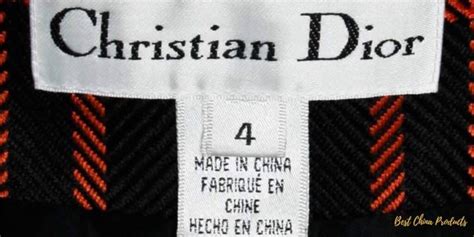 Christian Dior
4
MADE IN CHINA
FABRIQUÉ EN
CHINE
HECHO EN CHINA
Best China Products